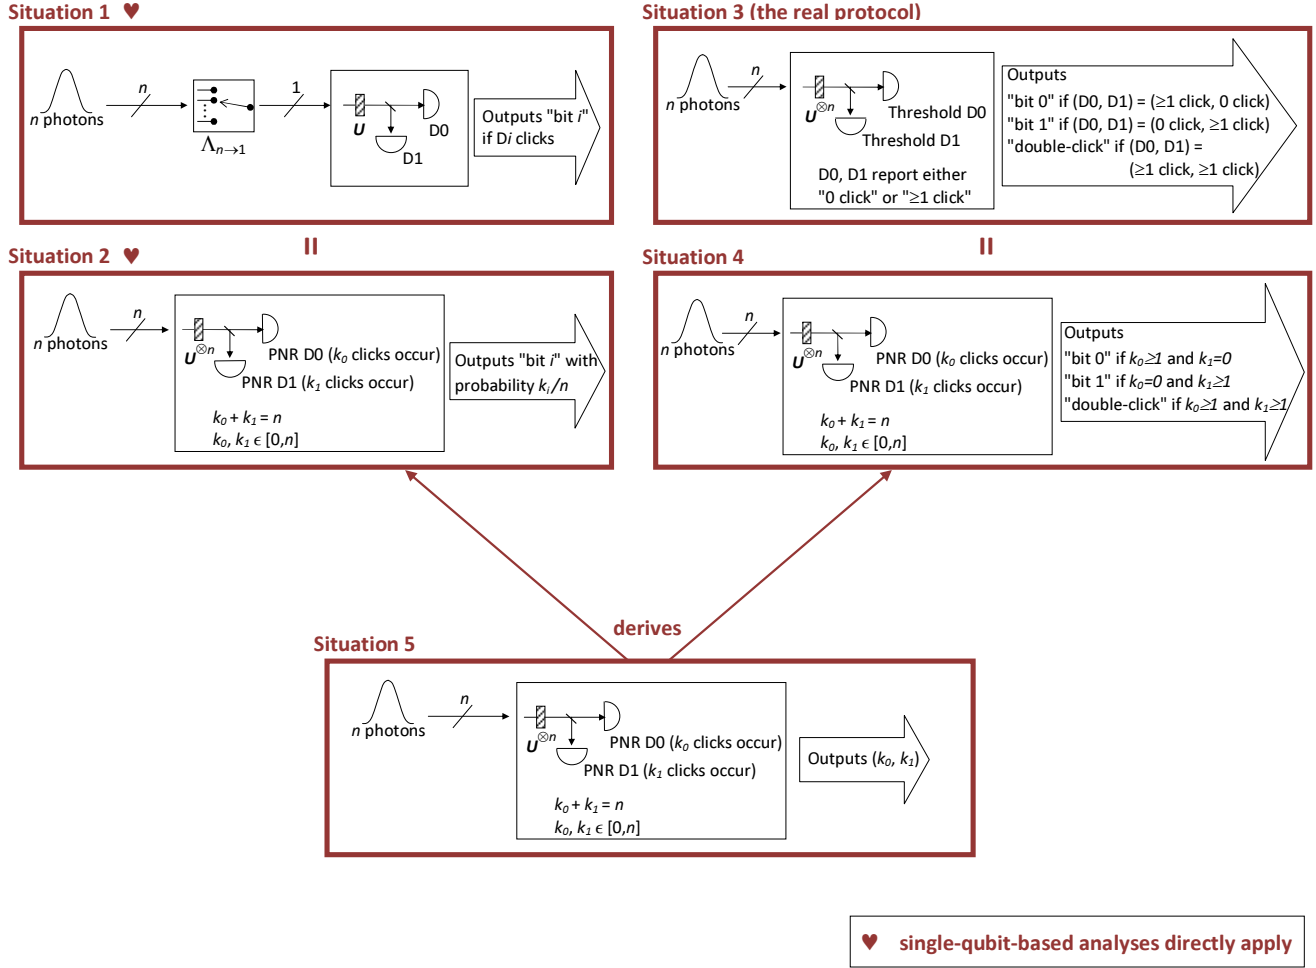 Situation 1 ♥
n photons
n
Λn→1
1
U
D0
D1
Outputs "bit i"
if Di clicks
Situation 3 (the real protocol)
n photons
n
U⊗n
Threshold D0
Threshold D1
D0, D1 report either
"0 click" or "≥1 click"
Outputs
"bit 0" if (D0, D1) = (≥1 click, 0 click)
"bit 1" if (D0, D1) = (0 click, ≥1 click)
"double-click" if (D0, D1) =
(≥1 click, ≥1 click)
=
=
Situation 2 ♥
n photons
n
U⊗n
PNR D0 (k0 clicks occur)
PNR D1 (k1 clicks occur)
k0 + k1 = n
k0, k1 ϵ [0,n]
Outputs "bit i" with
probability ki/n
Situation 4
n photons
n
U⊗n
PNR D0 (k0 clicks occur)
PNR D1 (k1 clicks occur)
k0 + k1 = n
k0, k1 ϵ [0,n]
Outputs
"bit 0" if k0≥1 and k1=0
"bit 1" if k0=0 and k1≥1
"double-click" if k0≥1 and k1≥1
derives
Situation 5
n photons
n
U⊗n
PNR D0 (k0 clicks occur)
PNR D1 (k1 clicks occur)
k0 + k1 = n
k0, k1 ϵ [0,n]
Outputs (k0, k1)
♥ single-qubit-based analyses directly apply